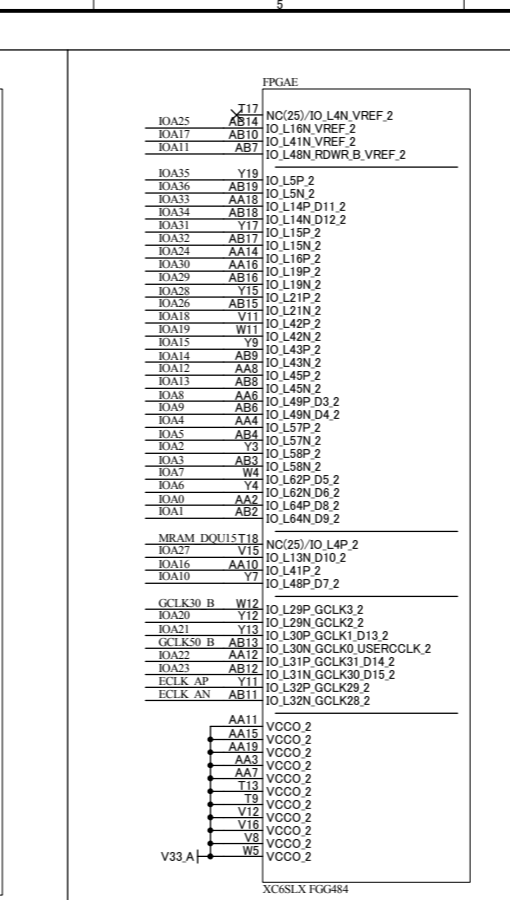 5
FPGAE
T17 NC(25)/IO_L4N_VREF_2
IOA25 AB14 IO_L16N_VREF_2
IOA17 AB10 IO_L41N_VREF_2
IOA11 AB7 IO_L48N_RDWR_B_VREF_2
IOA35 Y19 IO_L5P_2
IOA36 AB19 IO_L5N_2
IOA33 AA18 IO_L14P_D11_2
IOA34 AB18 IO_L14N_D12_2
IOA31 Y17 IO_L15P_2
IOA32 AB17 IO_L15N_2
IOA24 AA14 IO_L16P_2
IOA30 AA16 IO_L19P_2
IOA29 AB16 IO_L19N_2
IOA28 Y15 IO_L21P_2
IOA26 AB15 IO_L21N_2
IOA18 V11 IO_L42P_2
IOA19 W11 IO_L42N_2
IOA15 Y9 IO_L43P_2
IOA14 AB9 IO_L43N_2
IOA12 AA8 IO_L45P_2
IOA13 AB8 IO_L45N_2
IOA8 AA6 IO_L49P_D3_2
IOA9 AB6 IO_L49N_D4_2
IOA4 AA4 IO_L57P_2
IOA5 AB4 IO_L57N_2
IOA2 Y3 IO_L58P_2
IOA3 AB3 IO_L58N_2
IOA7 W4 IO_L62P_D5_2
IOA6 Y4 IO_L62N_D6_2
IOA0 AA2 IO_L64P_D8_2
IOA1 AB2 IO_L64N_D9_2
MRAM_DQU15 T18 NC(25)/IO_L4P_2
IOA27 V15 IO_L13N_D10_2
IOA16 AA10 IO_L41P_2
IOA10 Y7 IO_L48P_D7_2
GCLK30_B W12 IO_L29P_GCLK3_2
IOA20 Y12 IO_L29N_GCLK2_2
IOA21 Y13 IO_L30P_GCLK1_D13_2
GCLK50_B AB13 IO_L30N_GCLK0_USERCCLK_2
IOA22 AA12 IO_L31P_GCLK31_D14_2
IOA23 AB12 IO_L31N_GCLK30_D15_2
ECLK_AP Y11 IO_L32P_GCLK29_2
ECLK_AN AB11 IO_L32N_GCLK28_2
AA11 VCCO_2
AA15 VCCO_2
AA19 VCCO_2
AA3 VCCO_2
AA7 VCCO_2
T13 VCCO_2
T9 VCCO_2
V12 VCCO_2
V16 VCCO_2
V8 VCCO_2
V33_A W5 VCCO_2
XC6SLX FGG484